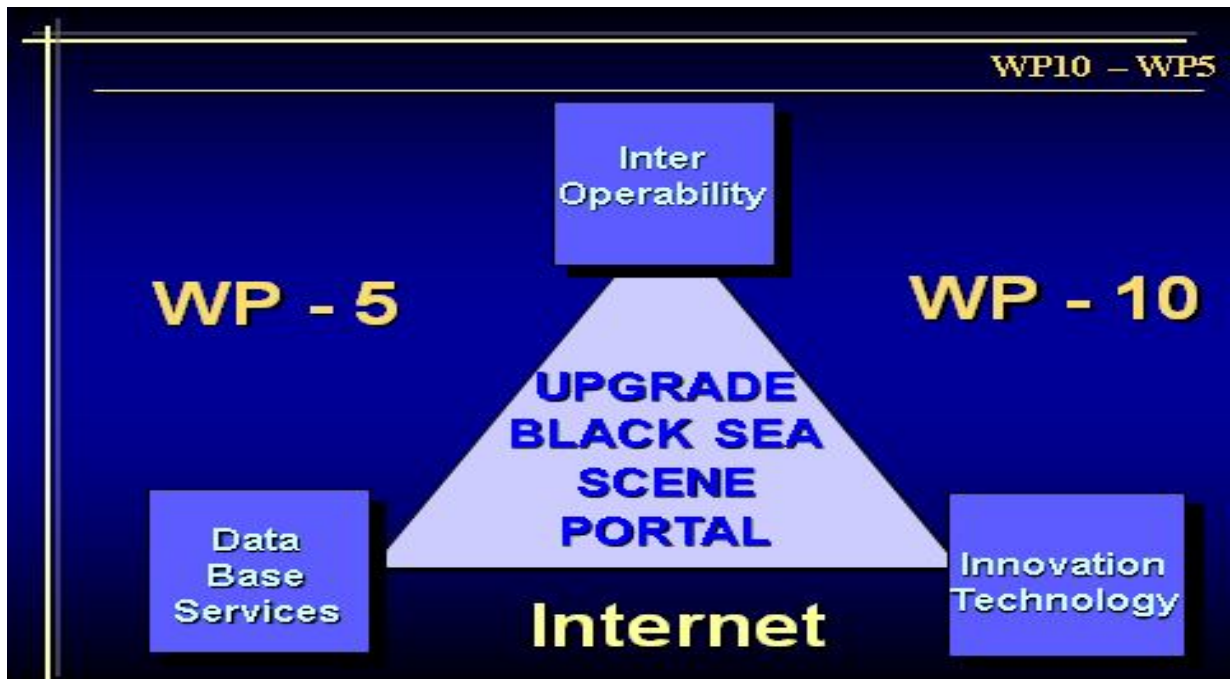 WP10 – WP5
Inter
Operability
WP - 5
WP - 10
UPGRADE
BLACK SEA
SCENE
PORTAL
Data
Base
Services
Innovation
Technology
Internet